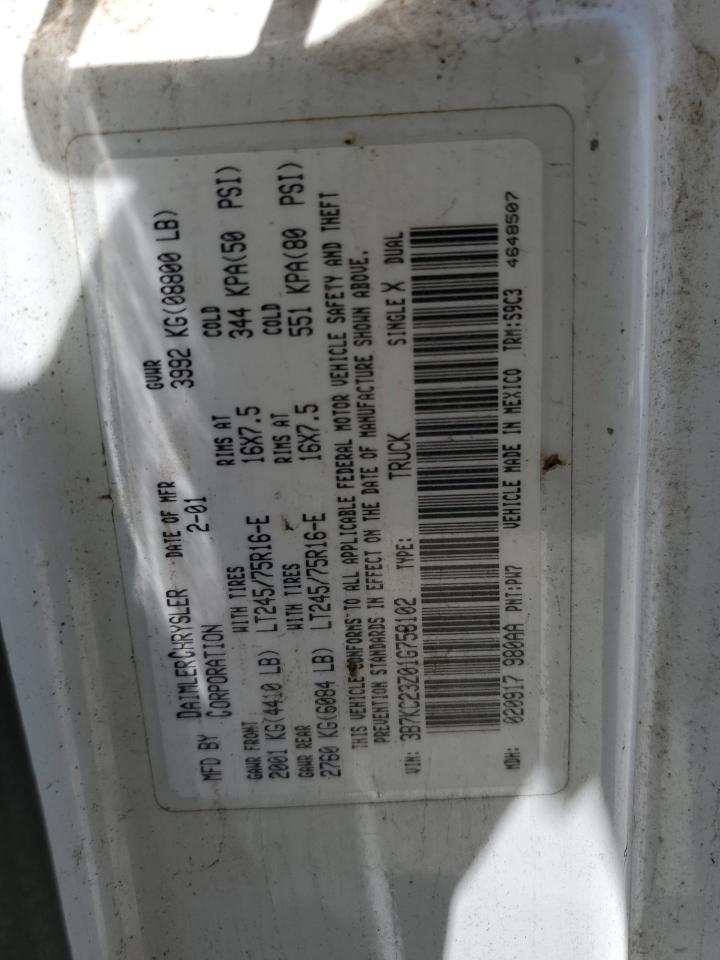 MFD BY DAIMLERCHRYSLER CORPORATION DATE OF MFR 2-01 GVWR 3992 KG(08800 LB)
GAWR FRONT WITH TIRES RIMS AT COLD
2001 KG(4410 LB) LT245/75R16-E 16X7.5 344 KPA(50 PSI)
GAWR REAR WITH TIRES RIMS AT COLD
2760 KG(6084 LB) LT245/75R16-E 16X7.5 551 KPA(80 PSI)
THIS VEHICLE CONFORMS TO ALL APPLICABLE FEDERAL MOTOR VEHICLE SAFETY AND THEFT
PREVENTION STANDARDS IN EFFECT ON THE DATE OF MANUFACTURE SHOWN ABOVE.
VIN: 3B7KC23Z01G758102 TYPE: TRUCK SINGLE X DUAL
MDH: 020917 980AA PNT:PW7 VEHICLE MADE IN MEXICO TRM:S9C3 4648507